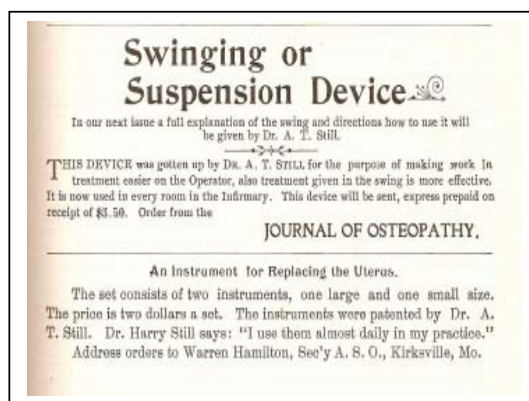 Swinging or
Suspension Device
In our next issue a full explanation of the swing and directions how to use it will
be given by Dr. A. T. Still.
THIS DEVICE was gotten up by DR. A. T. STILL for the purpose of making work in
treatment easier on the Operator, also treatment given in the swing is more effective.
It is now used in every room in the Infirmary. This device will be sent, express prepaid on
receipt of $3.50. Order from the
JOURNAL OF OSTEOPATHY.
An Instrument for Replacing the Uterus.
The set consists of two instruments, one large and one small size.
The price is two dollars a set. The instruments were patented by Dr. A.
T. Still. Dr. Harry Still says: "I use them almost daily in my practice."
Address orders to Warren Hamilton, Sec'y A. S. O., Kirksville, Mo.